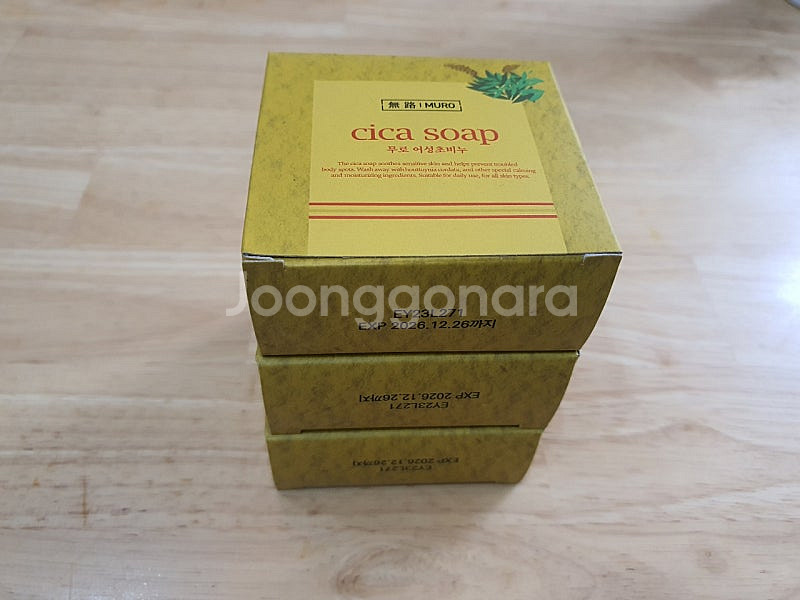 無路 | MURO
cica soap
무로 어성초비누
The cica soap soothes sensitive skin and helps prevent troubled
body spots. Wash away with houttuynia cordata, and other special calming
and moisturizing ingredients. Suitable for daily use, for all skin types.
Joonggonara
EY23L271
EXP 2026.12.26까지
EY23L271
EXP 2026.12.26까지
EY23L271
EXP 2026.12.26까지